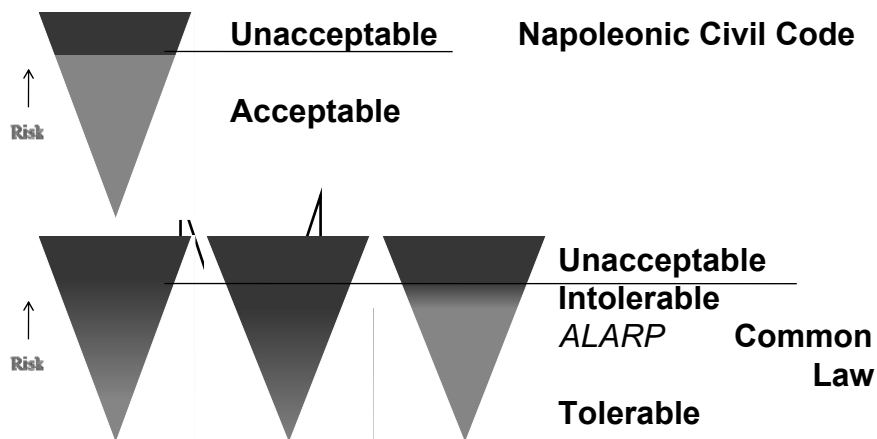 Unacceptable Napoleonic Civil Code
Acceptable
Risk
Unacceptable
Intolerable
ALARP Common
Law
Risk
Tolerable